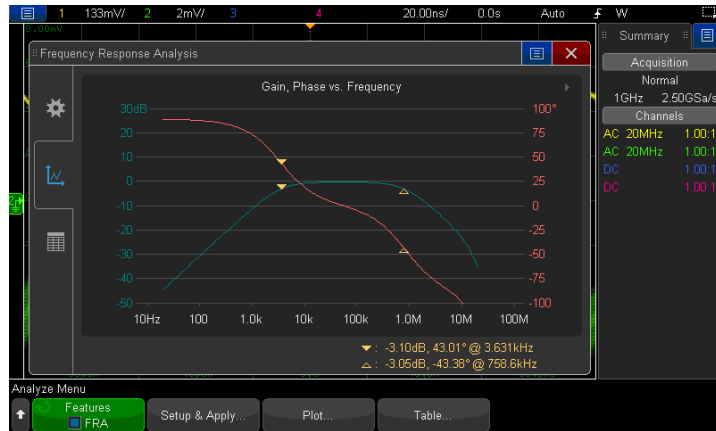 1 133mV/ 2 2mV/ 3 4 20.00ns/ 0.0s Auto W
8.00mV
Summary
Frequency Response Analysis
Acquisition
Normal
1GHz 2.50GSa/s
Channels
AC 20MHz 1.00:1
AC 20MHz 1.00:1
DC 1.00:1
DC 1.00:1
Gain, Phase vs. Frequency
30dB 100°
20 75
10 50
0 25
-10 0
-20 -25
-30 -50
-40 -75
-50 -100
10Hz 100 1.0k 10k 100k 1.0M 10M 100M
: -3.10dB, 43.01° @ 3.631kHz
: -3.05dB, -43.38° @ 758.6kHz
Analyze Menu
Features
FRA
Setup & Apply...
Plot...
Table...